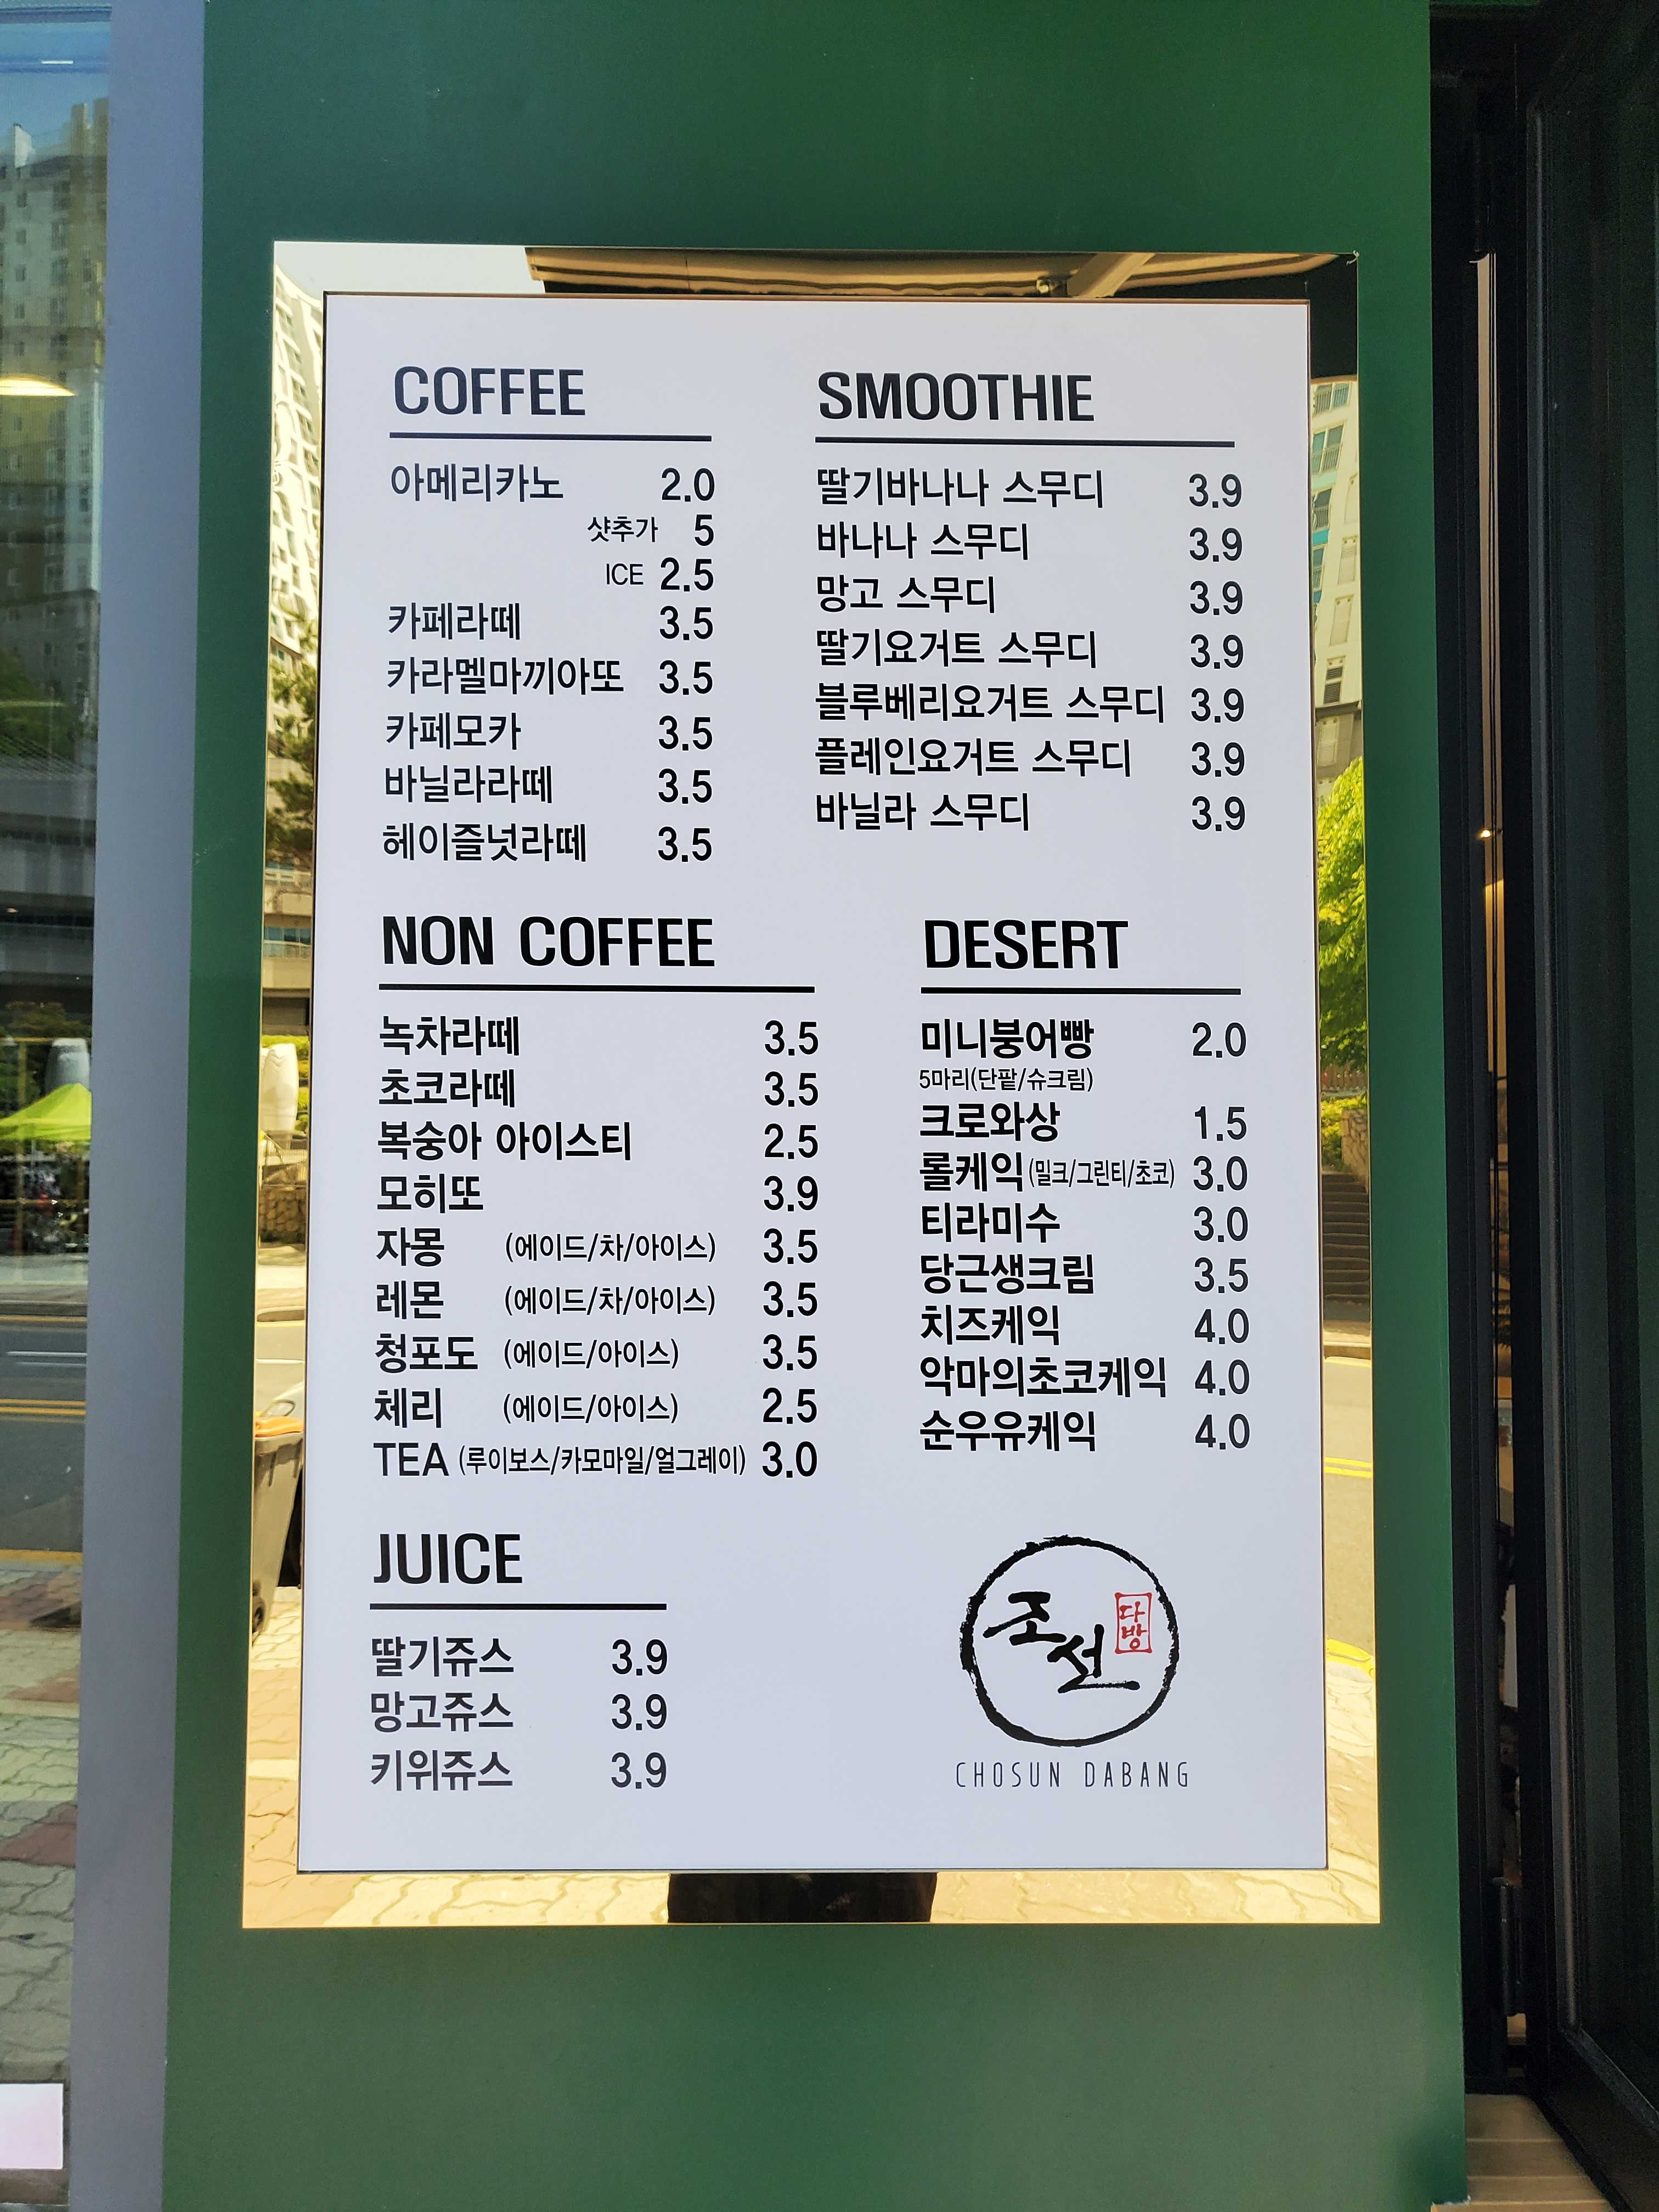 COFFEE
아메리카노 2.0
샷추가 5
ICE 2.5
카페라떼 3.5
카라멜마끼아또 3.5
카페모카 3.5
바닐라라떼 3.5
헤이즐넛라떼 3.5
SMOOTHIE
딸기바나나 스무디 3.9
바나나 스무디 3.9
망고 스무디 3.9
딸기요거트 스무디 3.9
블루베리요거트 스무디 3.9
플레인요거트 스무디 3.9
바닐라 스무디 3.9
NON COFFEE
녹차라떼 3.5
초코라떼 3.5
복숭아 아이스티 2.5
모히또 3.9
자몽 (에이드/차/아이스) 3.5
레몬 (에이드/차/아이스) 3.5
청포도 (에이드/아이스) 3.5
체리 (에이드/아이스) 2.5
TEA (루이보스/카모마일/얼그레이) 3.0
DESERT
미니붕어빵 2.0
5마리(단팥/슈크림)
크로와상 1.5
롤케익(밀크/그린티/초코) 3.0
티라미수 3.0
당근생크림 3.5
치즈케익 4.0
악마의초코케익 4.0
순우유케익 4.0
JUICE
딸기쥬스 3.9
망고쥬스 3.9
키위쥬스 3.9
조선
다방
CHOSUN DABANG